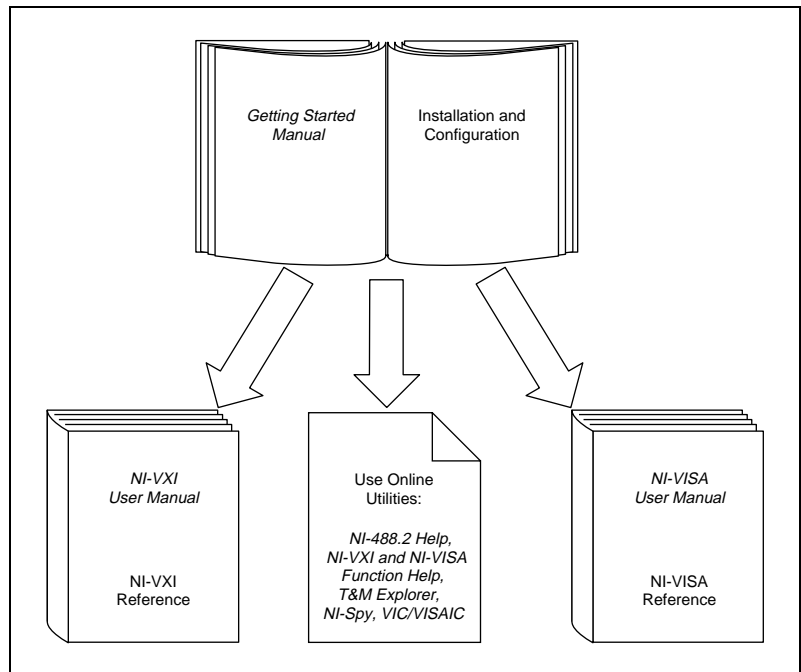 Getting Started
Manual
Installation and
Configuration
NI-VXI
User Manual
NI-VXI
Reference
Use Online
Utilities:
NI-488.2 Help,
NI-VXI and NI-VISA
Function Help,
T&M Explorer,
NI-Spy, VIC/VISAIC
NI-VISA
User Manual
NI-VISA
Reference